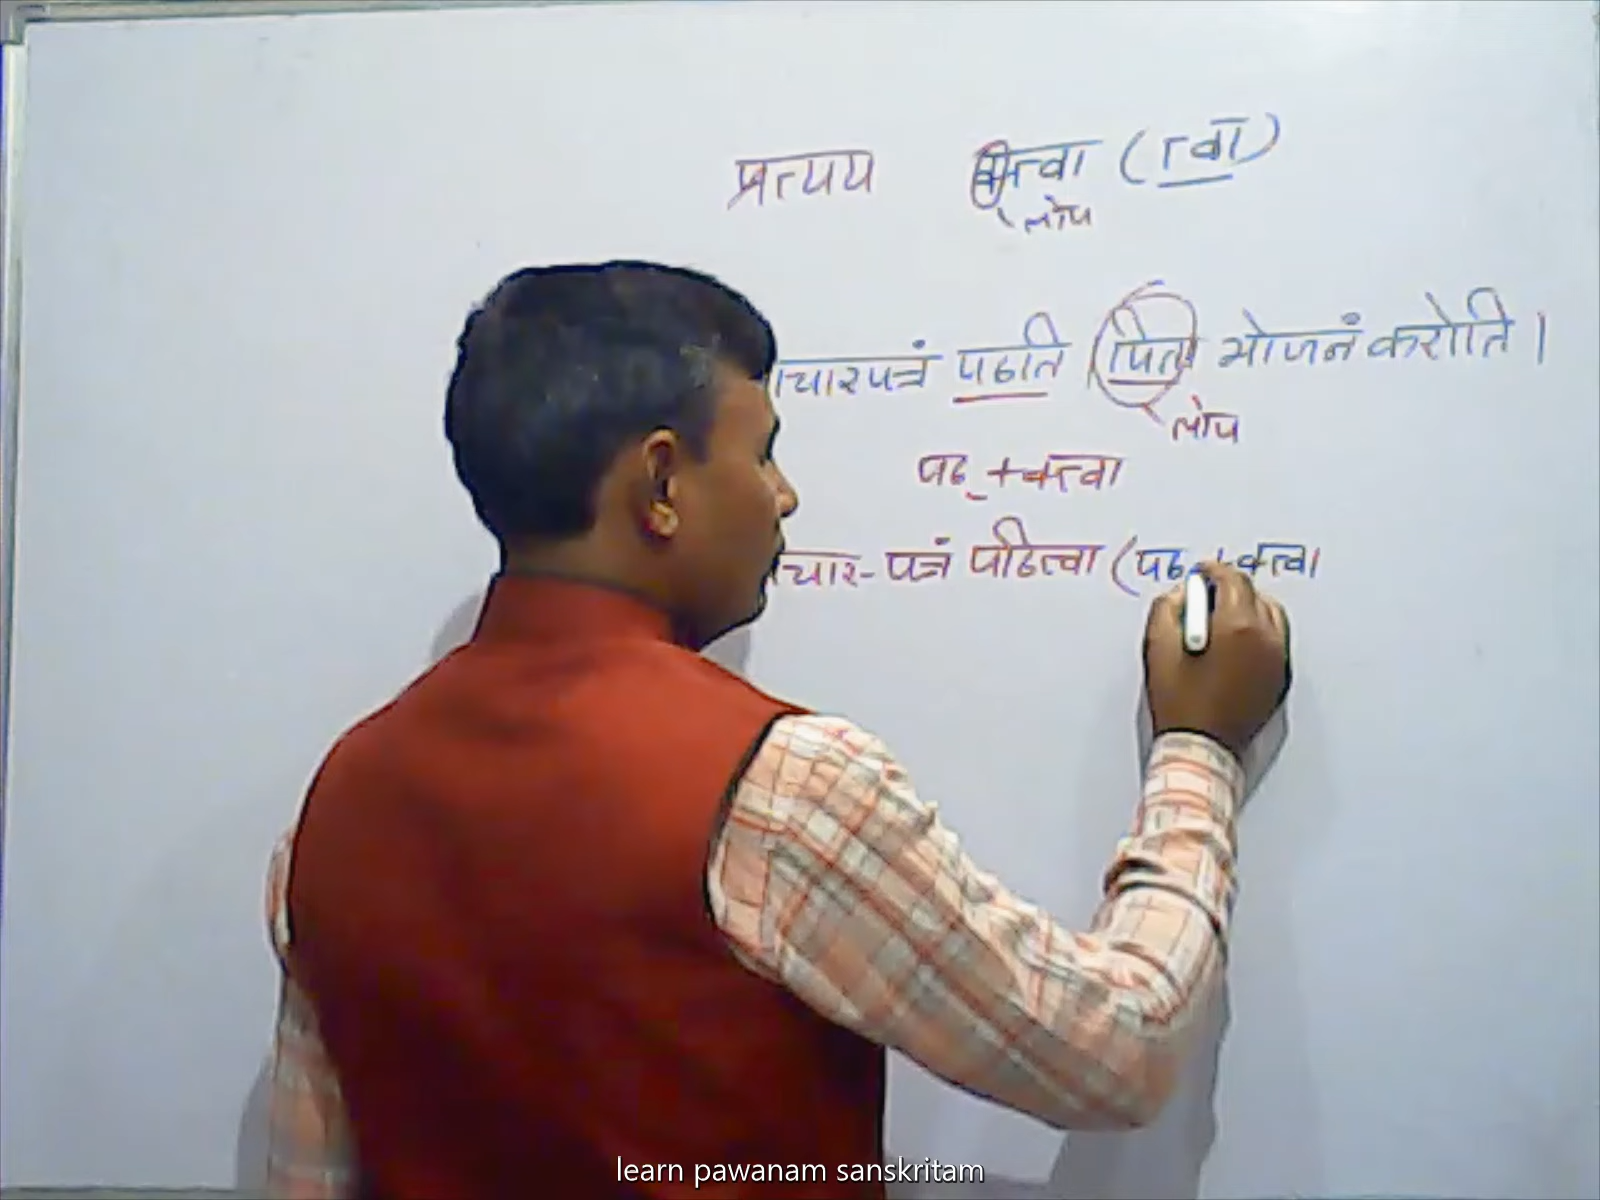 प्रत्यय क्त्वा (त्वा)
लोप
ाचारपत्रं पठति । पिता भोजनं करोति ।
लोप
पठ् + क्त्वा
चार-पत्रं पठित्वा (पठ् + क्त्वा
learn pawanam sanskritam